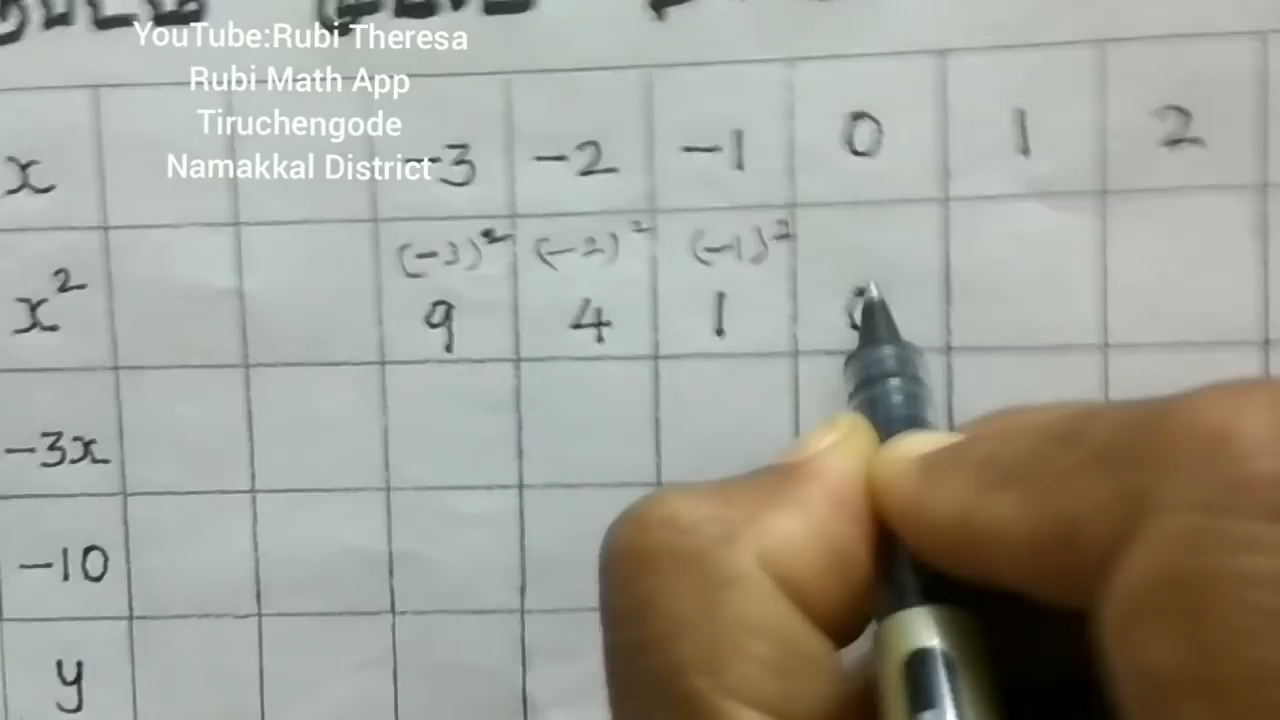 YouTube:Rubi Theresa
Rubi Math App
Tiruchengode
Namakkal District
x -3 -2 -1 0 1 2
(-3)² (-2)² (-1)²
x² 9 4 1 0
-3x
-10
y